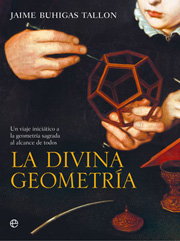 JAIME BUHIGAS TALLON
Un viaje iniciático a
la geometría sagrada
al alcance de todos
LA DIVINA
GEOMETRÍA